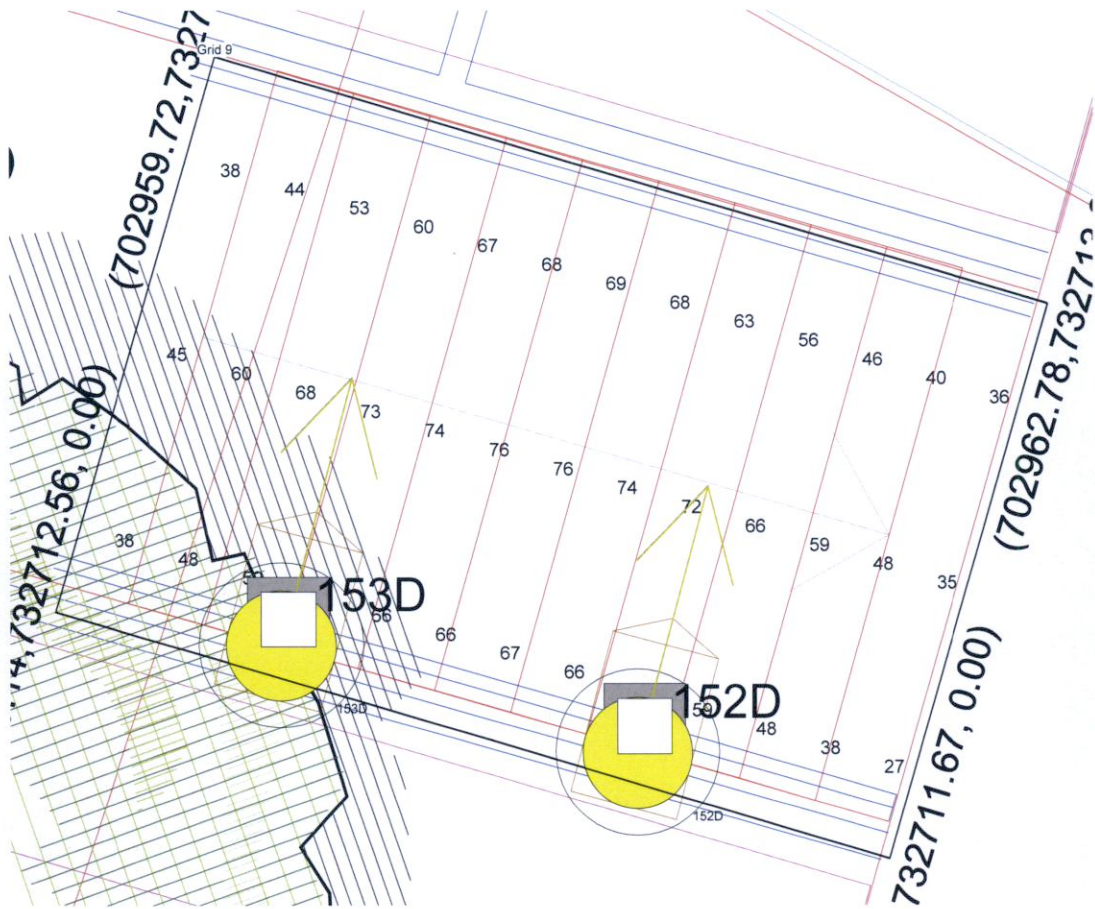 Grid 9
(702959.72,7327
38 44 53 60 67 68 69 68 63 56 46 40 36
(702962.78,732712.
45 60 68 73 74 76 76 74 72 66 59 48 35
4,732712.56, 0.00)
38 48 66 67 66 59 48 38 27
153D
153D
152D
152D
732711.67, 0.00)